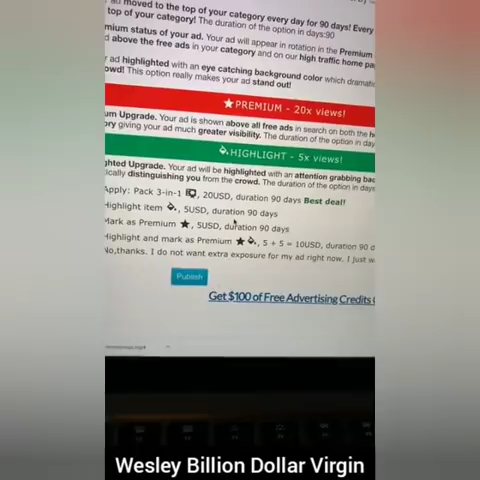 ad moved to the top of your category every day for 90 days! Every
top of your category! The duration of the option in days:90
mium status of your ad. Your ad will appear in rotation in the Premium
d above the free ads in your category and on our high traffic home pa
r ad highlighted with an eye catching background color which dramatic
owd! This option really makes your ad stand out!
★PREMIUM - 20x views!
um Upgrade. Your ad is shown above all free ads in search on both the h
ory giving your ad much greater visibility. The duration of the option in day
HIGHLIGHT - 5x views!
ghted Upgrade. Your ad will be highlighted with an attention grabbing bac
ically distinguishing you from the crowd. The duration of the option in days
Apply: Pack 3-in-1 , 20USD, duration 90 days Best deal!
Highlight item , 5USD, duration 90 days
Mark as Premium ★, 5USD, duration 90 days
Highlight and mark as Premium ★ , 5 + 5 = 10USD, duration 90 d
No,thanks. I do not want extra exposure for my ad right now. I just w
Publish
Get $100 of Free Advertising Credits
Wesley Billion Dollar Virgin